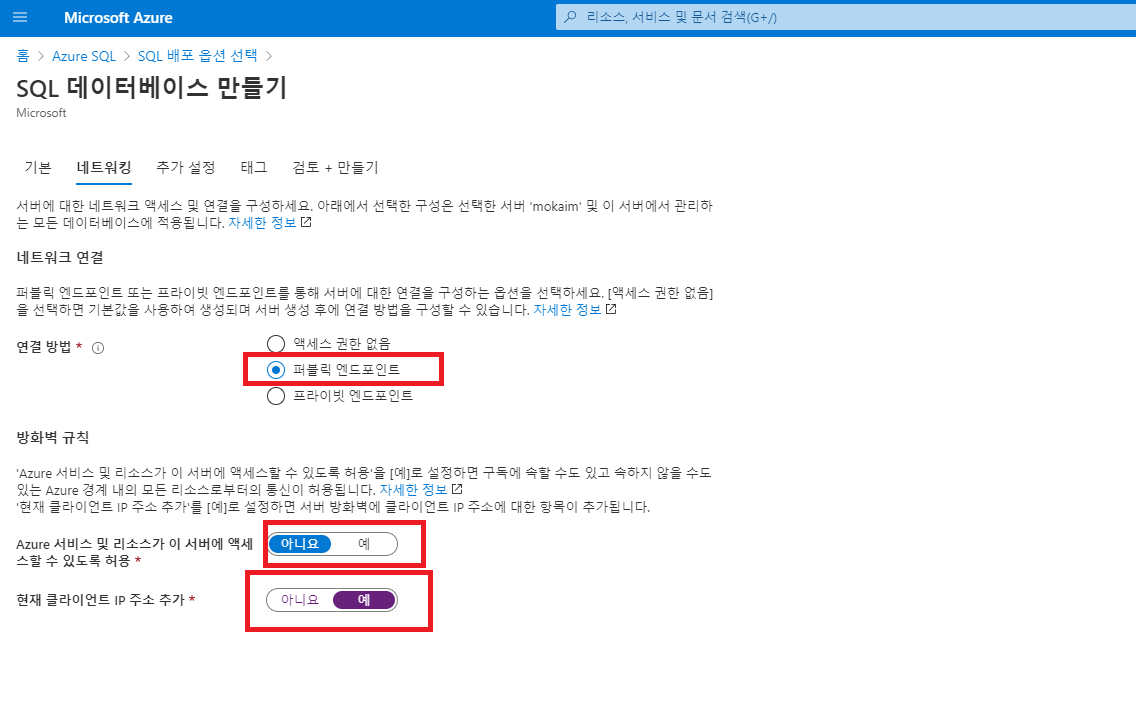 Microsoft Azure
리소스, 서비스 및 문서 검색(G+/)
홈 > Azure SQL > SQL 배포 옵션 선택 >
SQL 데이터베이스 만들기
Microsoft
기본 네트워킹 추가 설정 태그 검토 + 만들기
서버에 대한 네트워크 액세스 및 연결을 구성하세요. 아래에서 선택한 구성은 선택한 서버 'mokaim' 및 이 서버에서 관리하
는 모든 데이터베이스에 적용됩니다. 자세한 정보
네트워크 연결
퍼블릭 엔드포인트 또는 프라이빗 엔드포인트를 통해 서버에 대한 연결을 구성하는 옵션을 선택하세요. [액세스 권한 없음]
을 선택하면 기본값을 사용하여 생성되며 서버 생성 후에 연결 방법을 구성할 수 있습니다. 자세한 정보
연결 방법 *
액세스 권한 없음
퍼블릭 엔드포인트
프라이빗 엔드포인트
방화벽 규칙
'Azure 서비스 및 리소스가 이 서버에 액세스할 수 있도록 허용'을 [예]로 설정하면 구독에 속할 수도 있고 속하지 않을 수도
있는 Azure 경계 내의 모든 리소스로부터의 통신이 허용됩니다. 자세한 정보
'현재 클라이언트 IP 주소 추가'를 [예]로 설정하면 서버 방화벽에 클라이언트 IP 주소에 대한 항목이 추가됩니다.
Azure 서비스 및 리소스가 이 서버에 액세
스할 수 있도록 허용 *
아니요 예
현재 클라이언트 IP 주소 추가 *
아니요 예